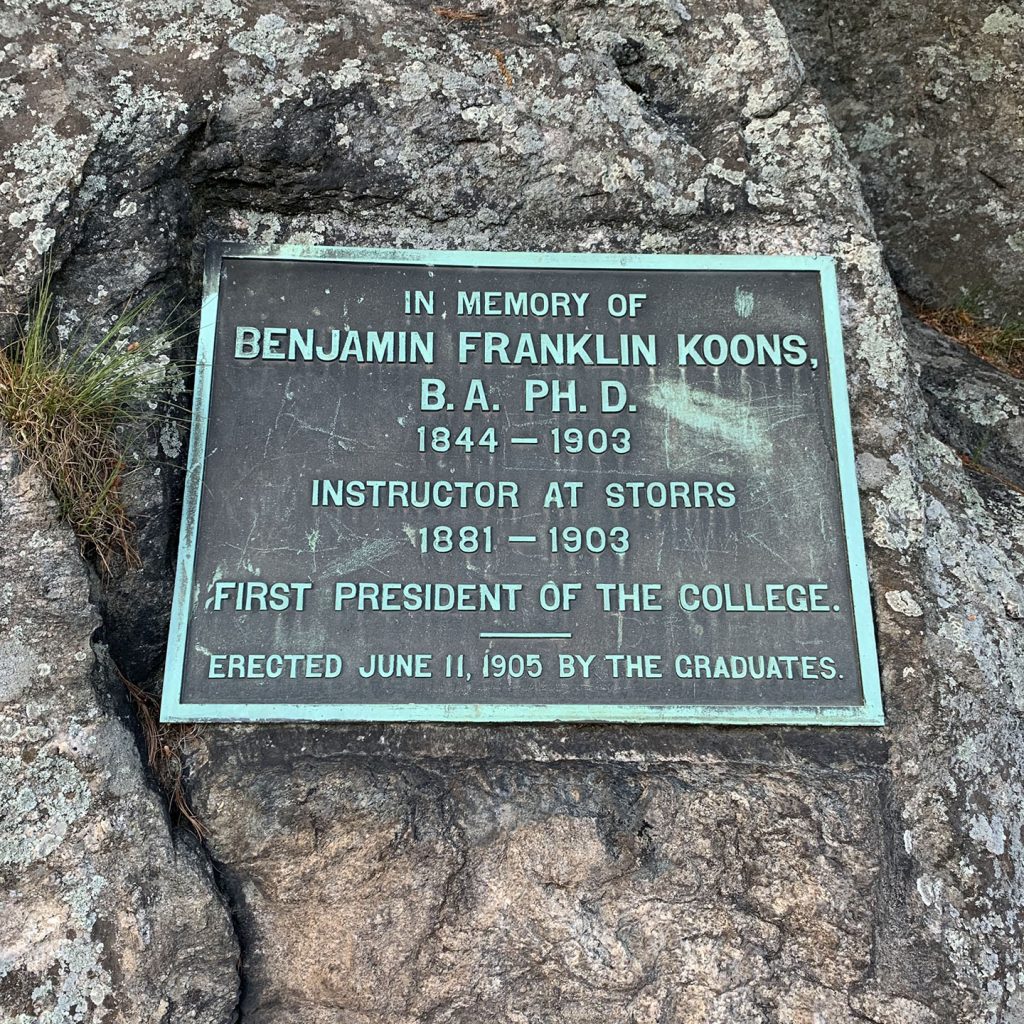 IN MEMORY OF
BENJAMIN FRANKLIN KOONS,
B. A. PH. D.
1844 — 1903
INSTRUCTOR AT STORRS
1881 — 1903
FIRST PRESIDENT OF THE COLLEGE.
ERECTED JUNE 11, 1905 BY THE GRADUATES.